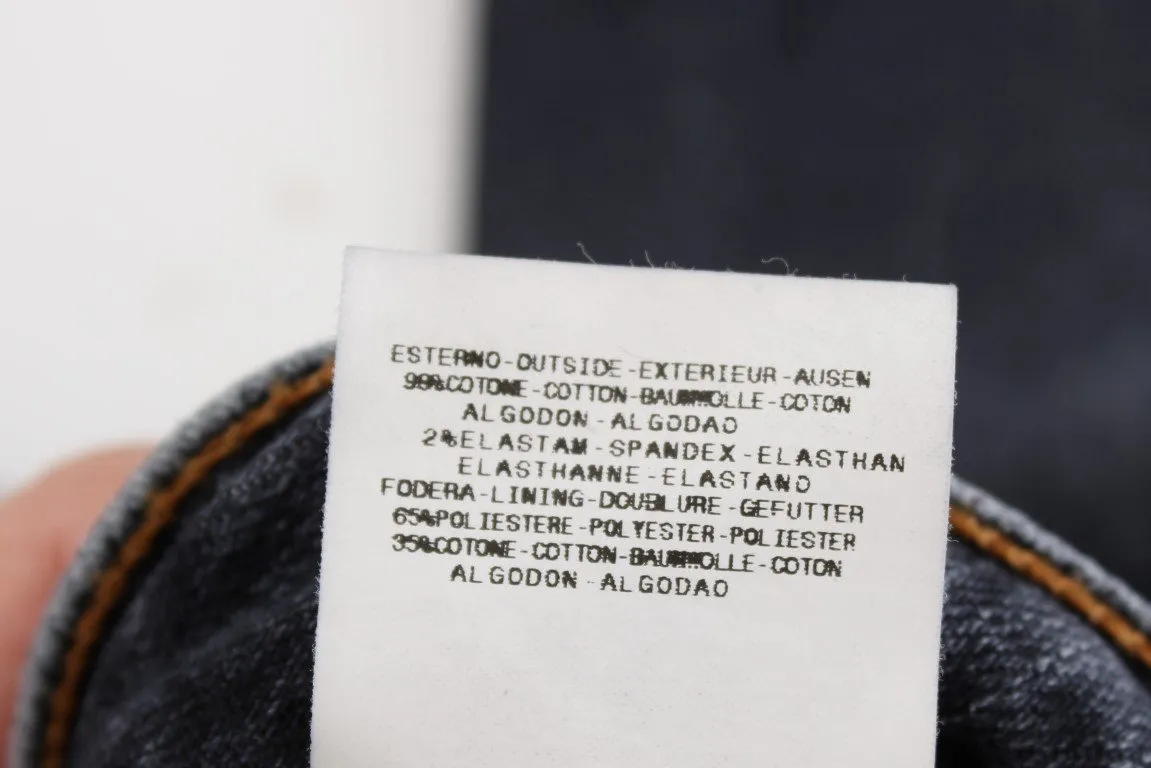 ESTERNO-OUTSIDE-EXTERIEUR-AUSEN
98%COTONE-COTTON-BAUMWOLLE-COTON
ALGODON-ALGODAO
2%ELASTAM-SPANDEX-ELASTHAN
ELASTHANNE-ELASTANO
FODERA-LINING-DOUBLURE-GEFUTTER
65%POLIESTERE-POLYESTER-POLIESTER
35%COTONE-COTTON-BAUMWOLLE-COTON
ALGODON-ALGODAO